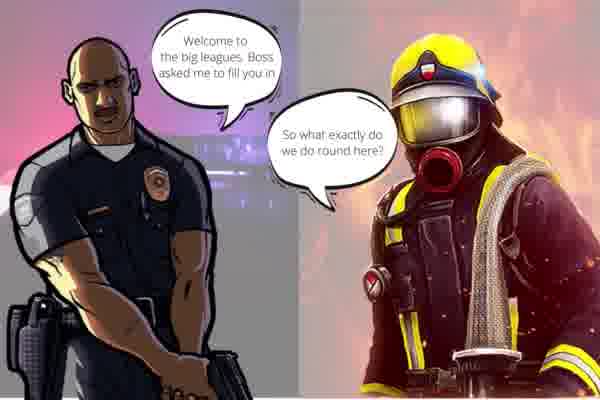 Welcome to
the big leagues. Boss
asked me to fill you in
So what exactly do
we do round here?